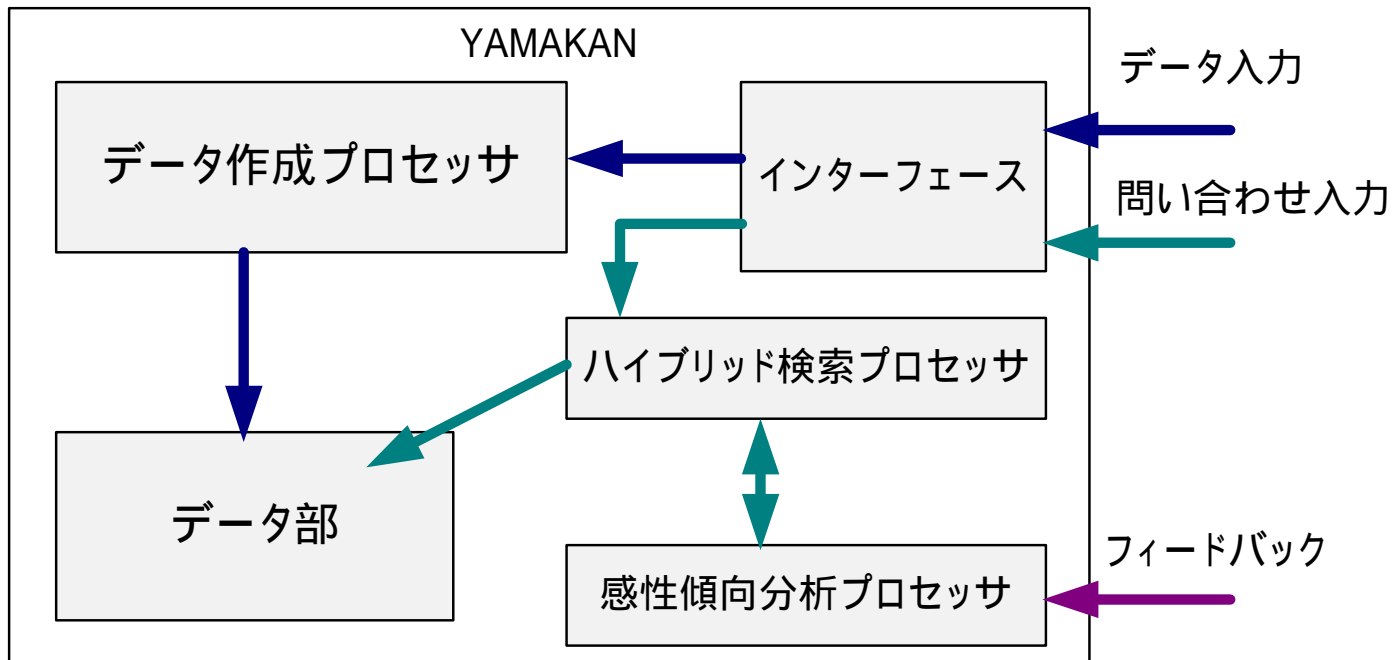 YAMAKAN
データ入力
データ作成プロセッサ
インターフェース
問い合わせ入力
ハイブリッド検索プロセッサ
データ部
フィードバック
感性傾向分析プロセッサ